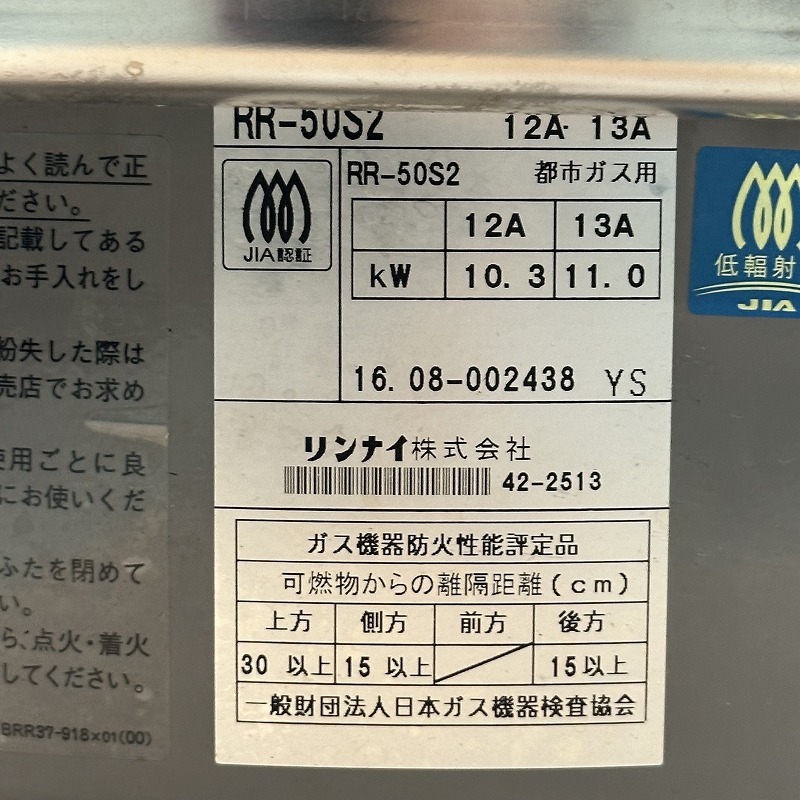 よく読んで正
ださい。
記載してある
お手入れをし
紛失した際は
売店でお求め
使用ごとに良
にお使いくだ
ふたを閉めて
い。
ら、点火・着火
してください。
BRR37-918×01(00)
RR-50S2 12A・13A
JIA認証
RR-50S2 都市ガス用
12A 13A
kW 10.3 11.0
16.08-002438 YS
リンナイ株式会社
42-2513
ガス機器防火性能評定品
可燃物からの離隔距離(cm)
上方 側方 前方 後方
30 以上 15 以上 15以上
一般財団法人日本ガス機器検査協会
低輻射
JIA